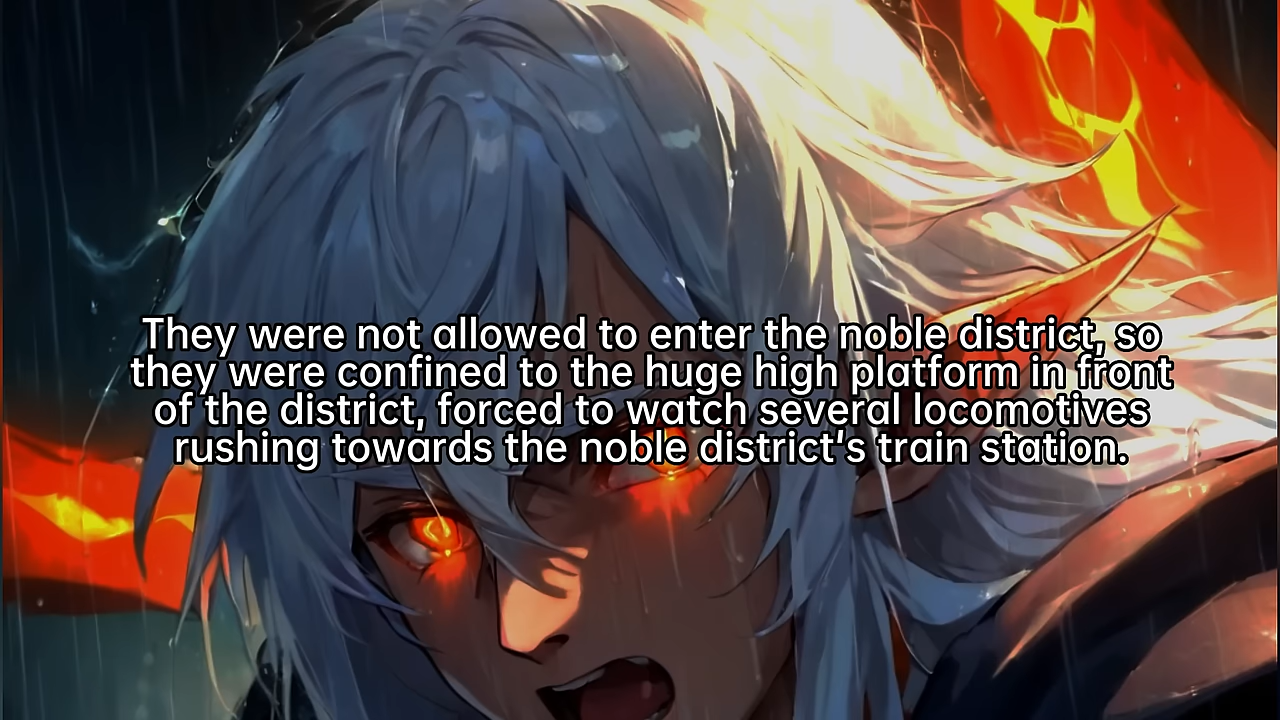 They were not allowed to enter the noble district, so
they were confined to the huge high platform in front
of the district, forced to watch several locomotives
rushing towards the noble district's train station.